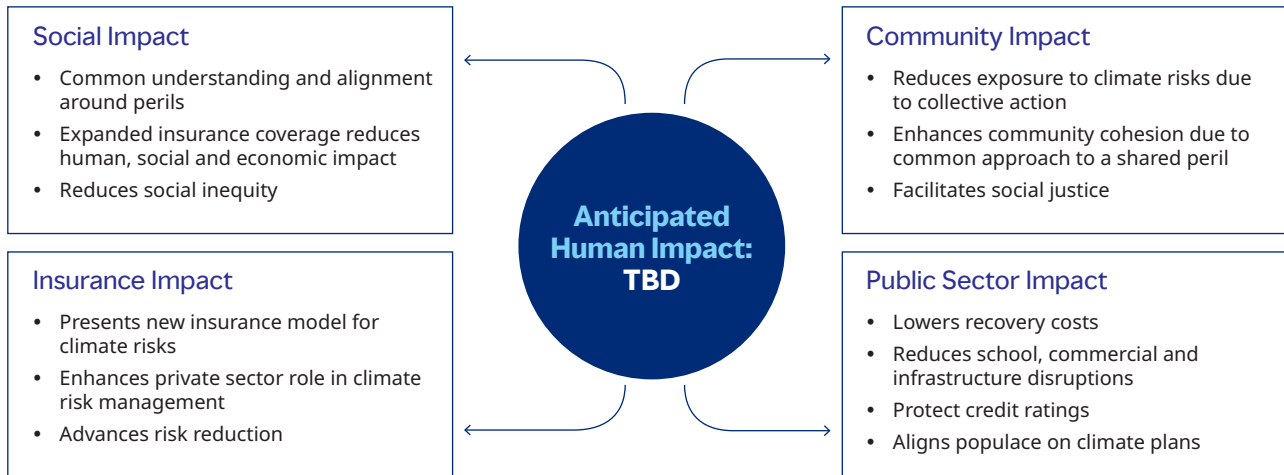 Social Impact
• Common understanding and alignment
around perils
• Expanded insurance coverage reduces
human, social and economic impact
• Reduces social inequity
Community Impact
• Reduces exposure to climate risks due
to collective action
• Enhances community cohesion due to
common approach to a shared peril
• Facilitates social justice
Anticipated
Human Impact:
TBD
Insurance Impact
• Presents new insurance model for
climate risks
• Enhances private sector role in climate
risk management
• Advances risk reduction
Public Sector Impact
• Lowers recovery costs
• Reduces school, commercial and
infrastructure disruptions
• Protect credit ratings
• Aligns populace on climate plans